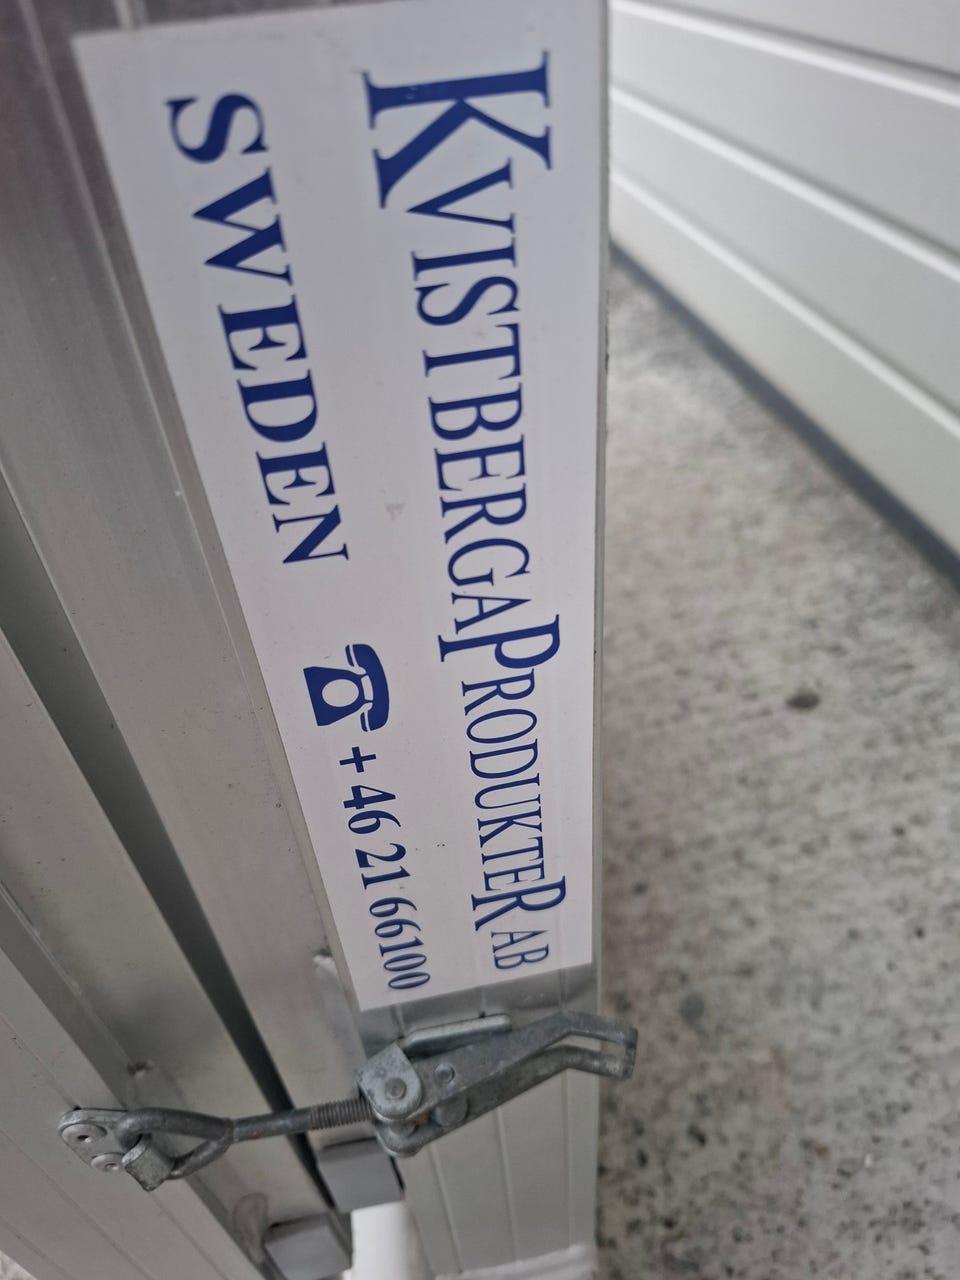 KVISTBERGAPRODUKTER AB
SWEDEN ☎ +46 21 66100